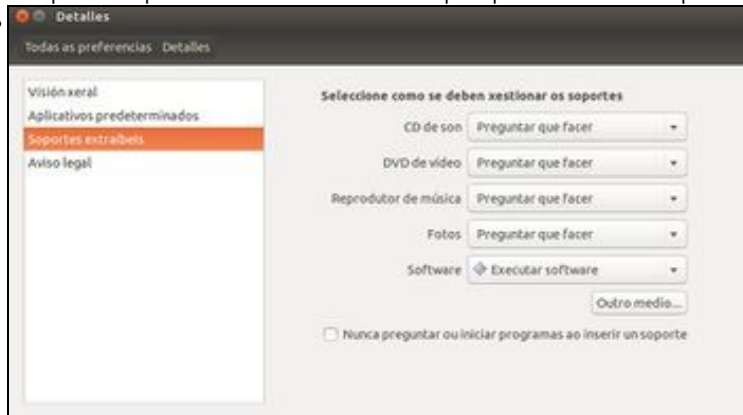 Detalles
Todas as preferencias Detalles
Visión xeral
Aplicativos predeterminados
Soportes extraíbeis
Aviso legal
Seleccione como se deben xestionar os soportes
CD de son Preguntar que facer
DVD de vídeo Preguntar que facer
Reprodutor de música Preguntar que facer
Fotos Preguntar que facer
Software Executar software
Outro medio...
Nunca preguntar ou iniciar programas ao inserir un soporte